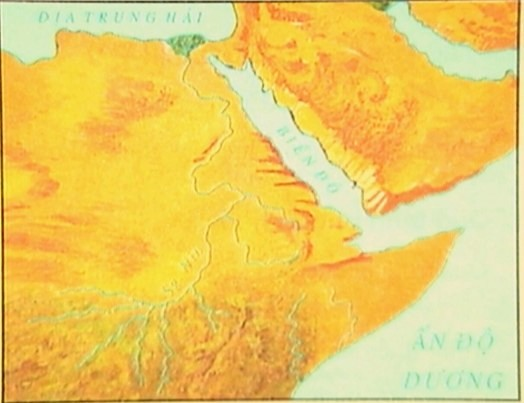 ĐỊA TRUNG HẢI
BIỂN ĐỎ
ẤN ĐỘ
DƯƠNG